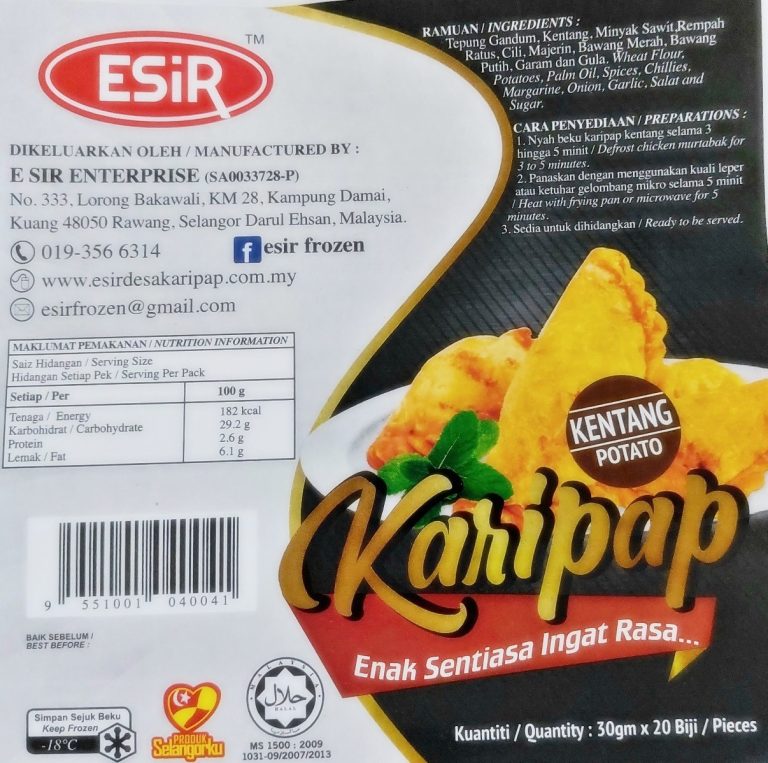 ESiR TM
DIKELUARKAN OLEH / MANUFACTURED BY :
E SIR ENTERPRISE (SA0033728-P)
No. 333, Lorong Bakawali, KM 28, Kampung Damai,
Kuang 48050 Rawang, Selangor Darul Ehsan, Malaysia.
019-356 6314
f esir frozen
www.esirdesakaripap.com.my
esirfrozen@gmail.com
MAKLUMAT PEMAKANAN / NUTRITION INFORMATION
Saiz Hidangan / Serving Size
Hidangan Setiap Pek / Serving Per Pack
Setiap / Per 100 g
Tenaga / Energy 182 kcal
Karbohidrat / Carbohydrate 29.2 g
Protein 2.6 g
Lemak / Fat 6.1 g
9 551001 040041
BAIK SEBELUM /
BEST BEFORE :
Simpan Sejuk Beku
Keep Frozen
-18°C
PRODUK
Selangorku
MALAYSIA
حلال
HALAL
ماليزيا
MS 1500 : 2009
1031-09/2007/2013
RAMUAN / INGREDIENTS :
Tepung Gandum, Kentang, Minyak Sawit,Rempah
Ratus, Cili, Majerin, Bawang Merah, Bawang
Putih, Garam dan Gula. Wheat Flour,
Potatoes, Palm Oil, Spices, Chillies,
Margarine, Onion, Garlic, Salat and
Sugar.
CARA PENYEDIAAN / PREPARATIONS :
1. Nyah beku karipap kentang selama 3
hingga 5 minit / Defrost chicken murtabak for
3 to 5 minutes.
2. Panaskan dengan menggunakan kuali leper
atau ketuhar gelombang mikro selama 5 minit
/ Heat with frying pan or microwave for 5
minutes.
3. Sedia untuk dihidangkan / Ready to be served.
KENTANG
POTATO
Karipap
Enak Sentiasa Ingat Rasa...
Kuantiti / Quantity : 30gm x 20 Biji / Pieces